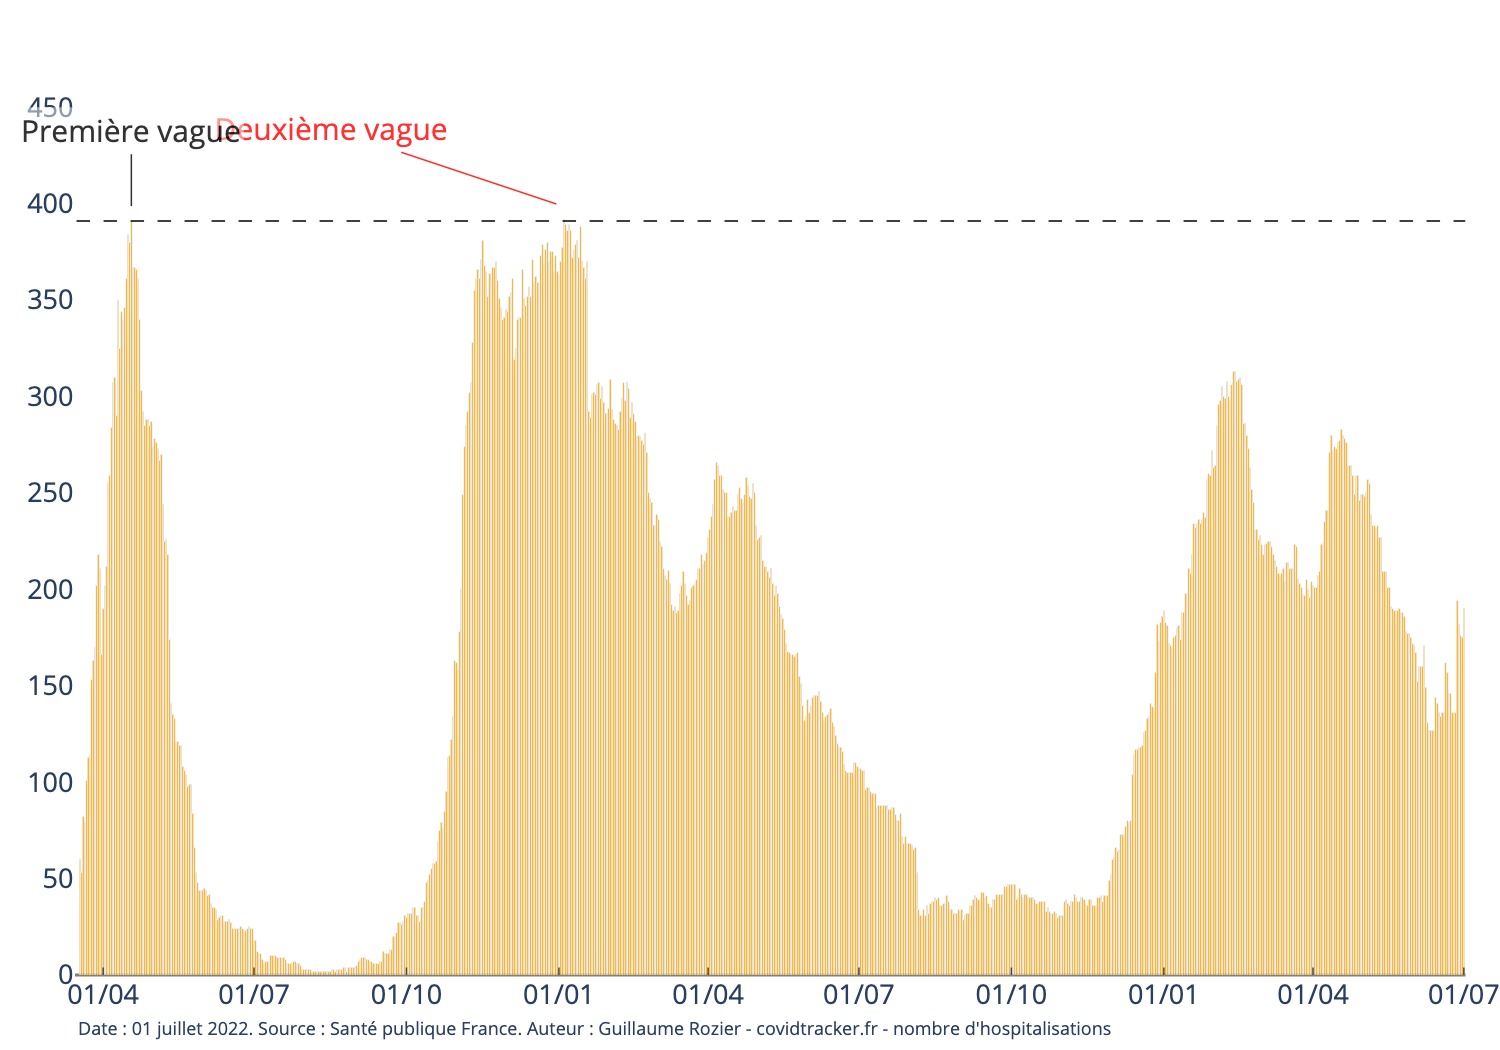 450
Première vague
Deuxième vague
400
350
300
250
200
150
100
50
0
01/04 01/07 01/10 01/01 01/04 01/07 01/10 01/01 01/04 01/07
Date : 01 juillet 2022. Source : Santé publique France. Auteur : Guillaume Rozier - covidtracker.fr - nombre d'hospitalisations